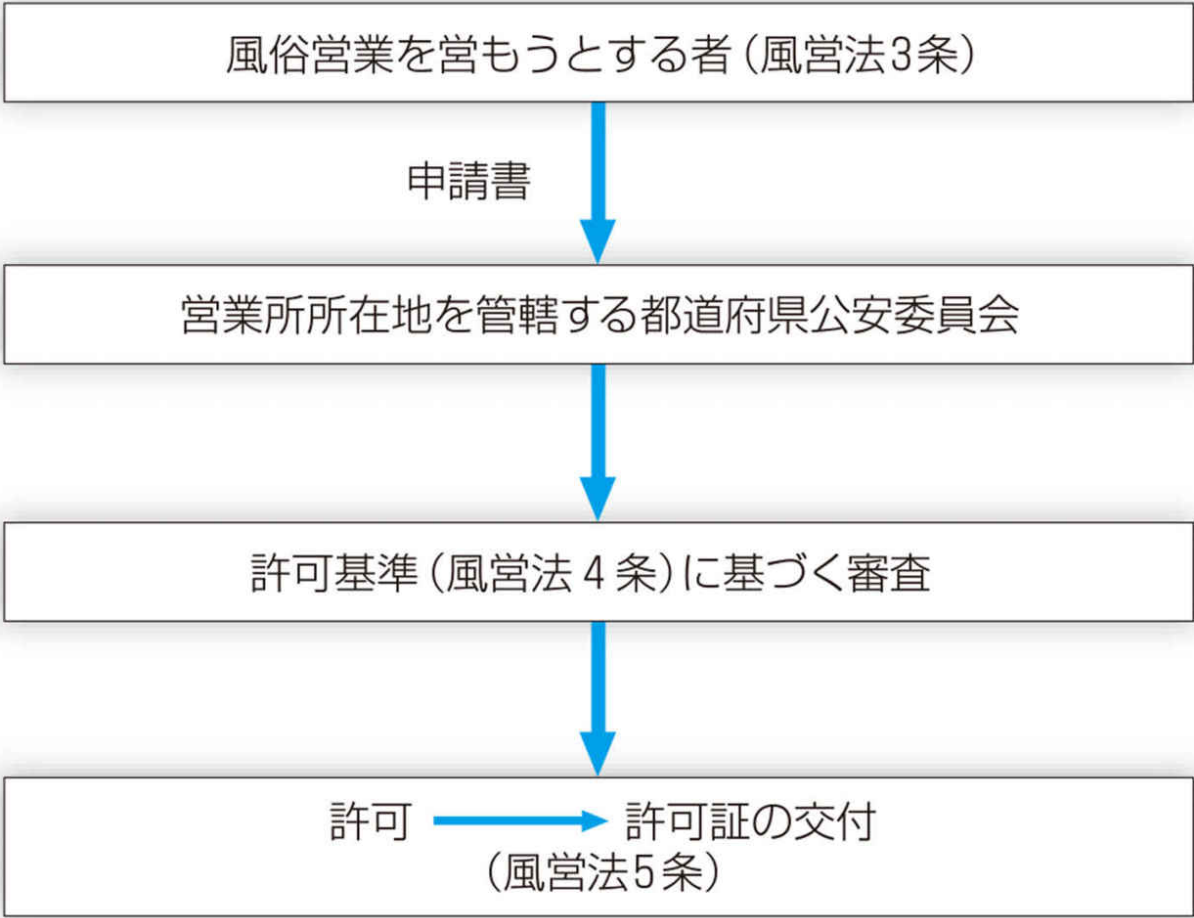 風俗営業を営もうとする者（風営法3条）
申請書
営業所所在地を管轄する都道府県公安委員会
許可基準（風営法4条）に基づく審査
許可 許可証の交付
（風営法5条）